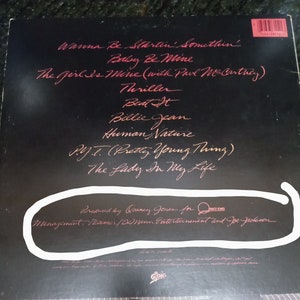 Wanna Be Startin' Somethin'
Baby Be Mine
The Girl Is Mine (with Paul McCartney)
Thriller
Beat It
Billie Jean
Human Nature
P.Y.T. (Pretty Young Thing)
The Lady In My Life
Produced by Quincy Jones for
Management: Entertainment and Joe Jackson
Epic